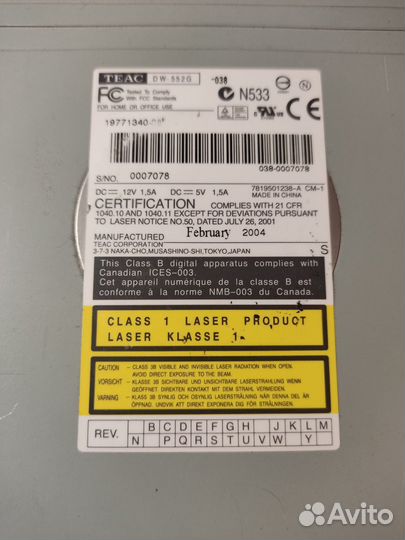 TEAC DW-552G -038
FC Tested To Comply
With FCC Standards
FOR HOME OR OFFICE USE
N533
CE
19771340-
038-0007078
S/NO. 0007078
DC 12V 1,5A DC 5V 1,5A
7819501238-A CM-1
MADE IN CHINA
CERTIFICATION COMPLIES WITH 21 CFR
1040.10 AND 1040.11 EXCEPT FOR DEVIATIONS PURSUANT
TO LASER NOTICE NO.50, DATED JULY 26, 2001
MANUFACTURED February 2004
TEAC CORPORATION
3-7-3 NAKA-CHO,MUSASHINO-SHI,TOKYO,JAPAN
S
This Class B digital apparatus complies with
Canadian ICES-003.
Cet appareil numérique de la classe B est
conforme à la norme NMB-003 du Canada.
CLASS 1 LASER PRODUCT
LASER KLASSE 1
CAUTION - CLASS 3B VISIBLE AND INVISIBLE LASER RADIATION WHEN OPEN.
AVOID DIRECT EXPOSURE TO THE BEAM.
VORSICHT - KLASSE 3B SICHTBARE UND UNSICHTBARE LASERSTRAHLUNG WENN
GEÖFFNET DIREKTEN KONTAKT MIT DEM STRAHL MEIDEN.
VARNING - KLASS 3B SYNLIG OCH OSYNLIG LASERSTRÅLNING NÄR DENNA DEL ÄR
ÖPPNAD. UNDVIK ATT DIREKT EXPONERA DIG FÖR STRÅLNINGEN.
REV. B C D E F G H J K L M
N P Q R S T U V W Y
Avito